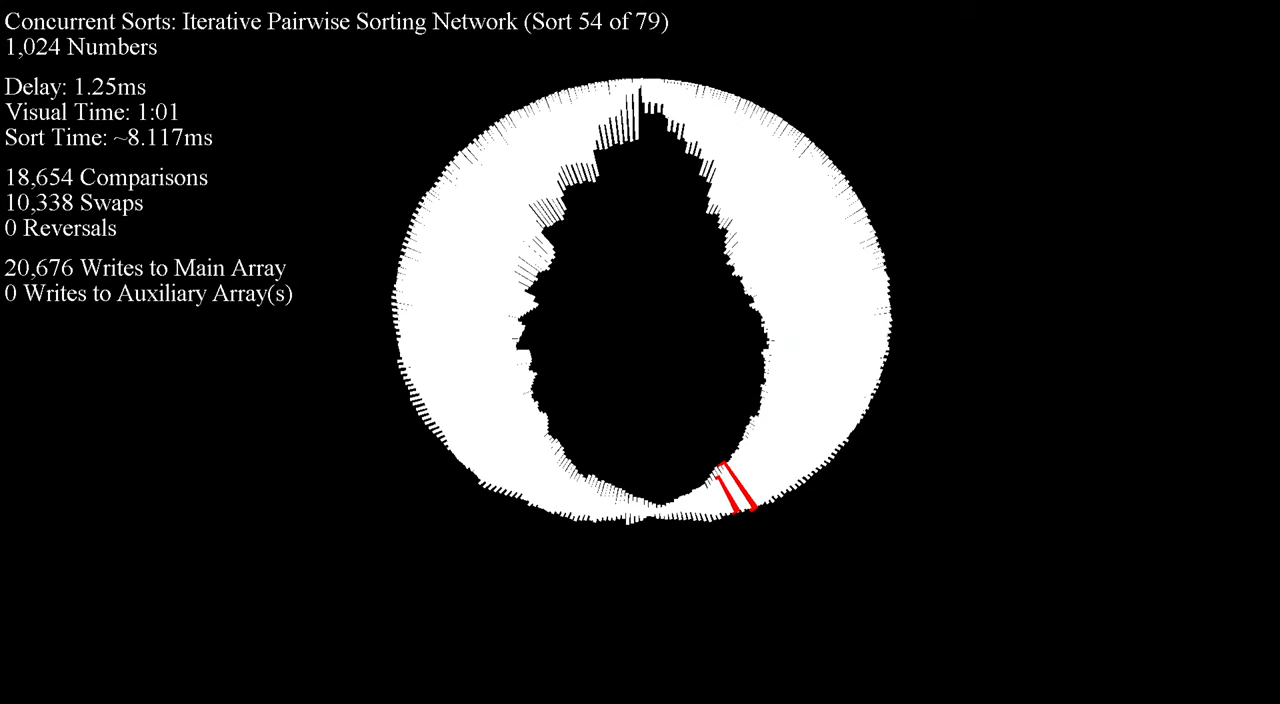 Concurrent Sorts: Iterative Pairwise Sorting Network (Sort 54 of 79)
1,024 Numbers
Delay: 1.25ms
Visual Time: 1:01
Sort Time: ~8.117ms
18,654 Comparisons
10,338 Swaps
0 Reversals
20,676 Writes to Main Array
0 Writes to Auxiliary Array(s)